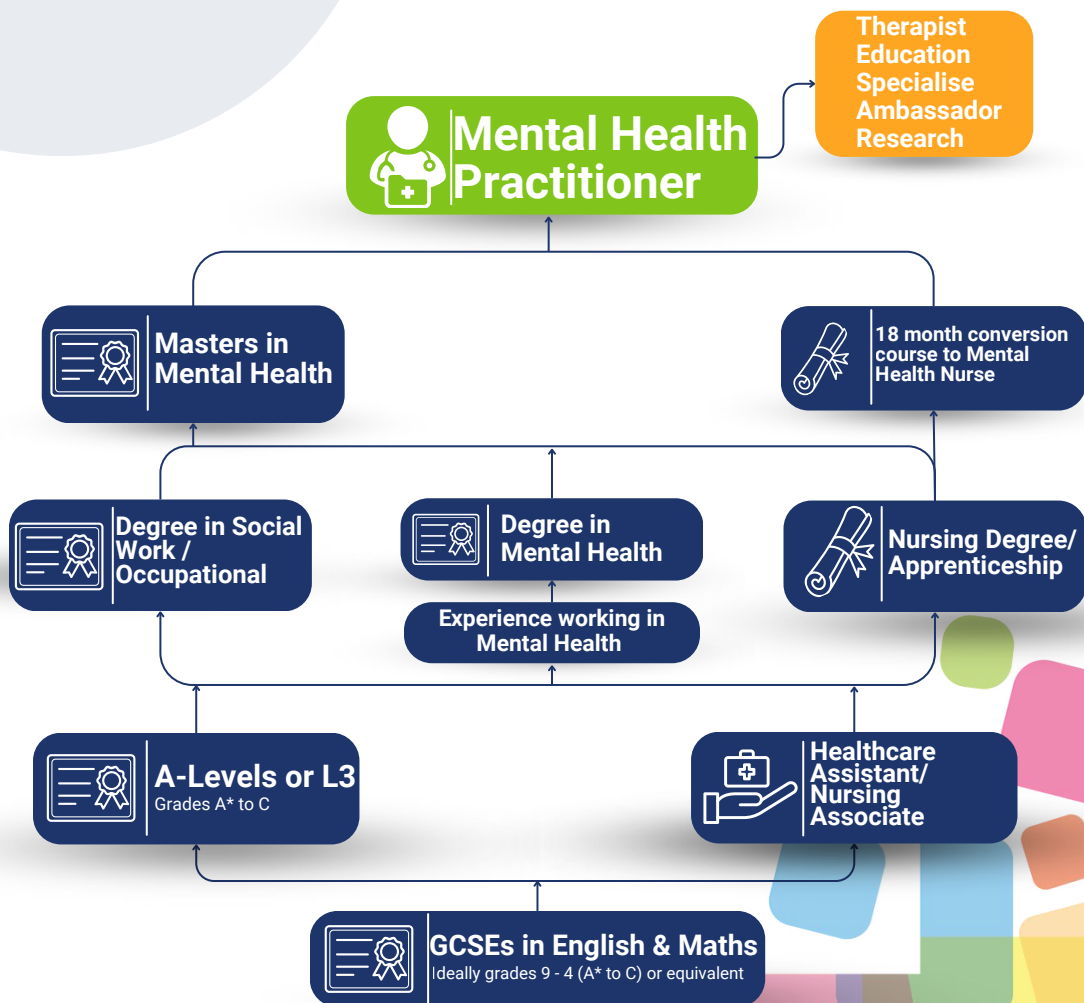 Therapist
Education
Specialise
Ambassador
Research
Mental Health
Practitioner
Masters in
Mental Health
18 month conversion
course to Mental
Health Nurse
Degree in Social
Work /
Occupational
Degree in
Mental Health
Nursing Degree/
Apprenticeship
Experience working in
Mental Health
A-Levels or L3
Grades A* to C
Healthcare
Assistant/
Nursing
Associate
GCSEs in English & Maths
Ideally grades 9 - 4 (A* to C) or equivalent